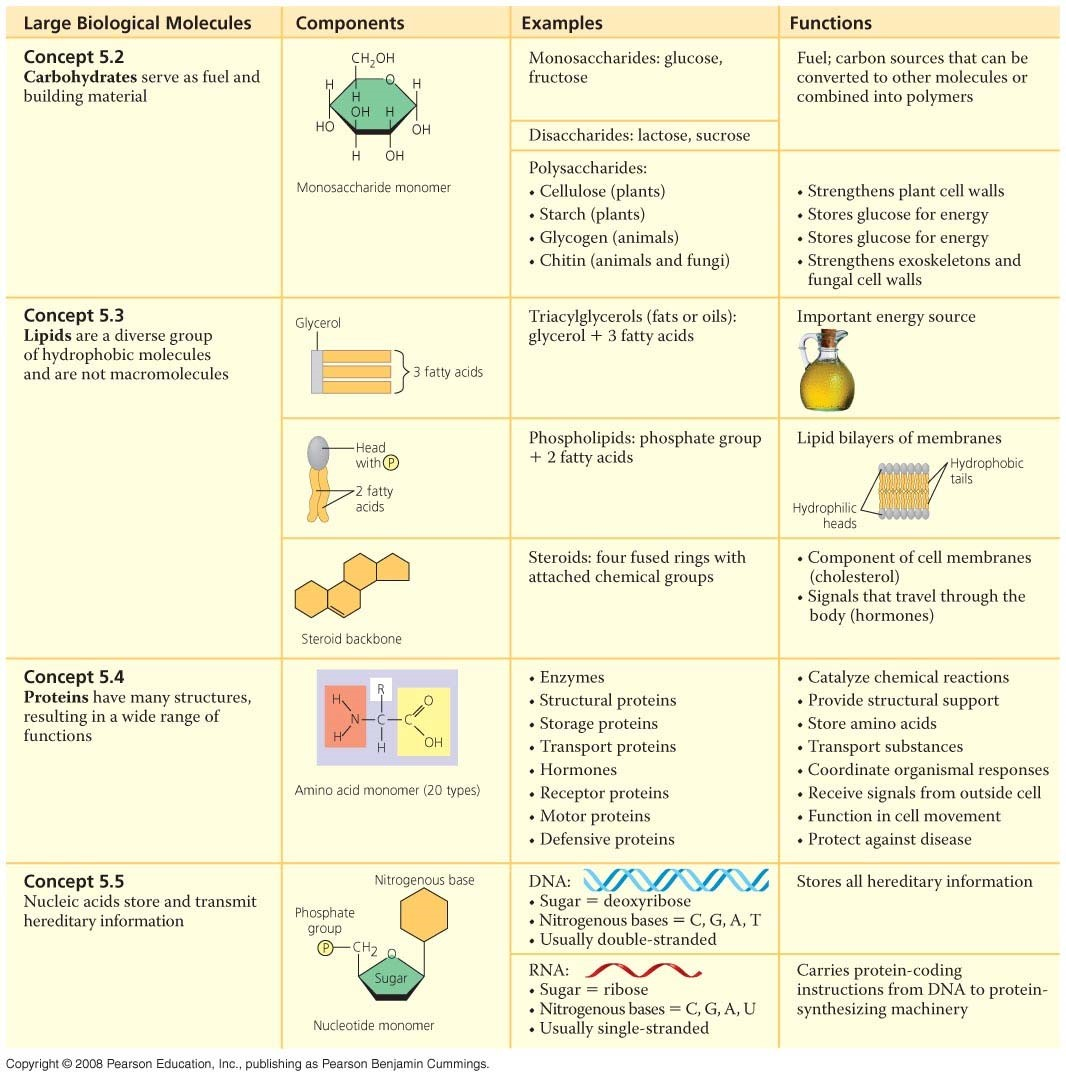 Large Biological Molecules
Components
Examples
Functions
Concept 5.2
Carbohydrates serve as fuel and
building material
CH2OH
O
H
H
H
OH
H
HO
OH
H
OH
Monosaccharide monomer
Monosaccharides: glucose,
fructose
Fuel; carbon sources that can be
converted to other molecules or
combined into polymers
Disaccharides: lactose, sucrose
Polysaccharides:
• Cellulose (plants)
• Starch (plants)
• Glycogen (animals)
• Chitin (animals and fungi)
• Strengthens plant cell walls
• Stores glucose for energy
• Stores glucose for energy
• Strengthens exoskeletons and
fungal cell walls
Concept 5.3
Lipids are a diverse group
of hydrophobic molecules
and are not macromolecules
Glycerol
3 fatty acids
Triacylglycerols (fats or oils):
glycerol + 3 fatty acids
Important energy source
Head
with P
2 fatty
acids
Phospholipids: phosphate group
+ 2 fatty acids
Lipid bilayers of membranes
Hydrophobic
tails
Hydrophilic
heads
Steroid backbone
Steroids: four fused rings with
attached chemical groups
• Component of cell membranes
(cholesterol)
• Signals that travel through the
body (hormones)
Concept 5.4
Proteins have many structures,
resulting in a wide range of
functions
R
H
O
N
C
C
H
H
OH
Amino acid monomer (20 types)
• Enzymes
• Structural proteins
• Storage proteins
• Transport proteins
• Hormones
• Receptor proteins
• Motor proteins
• Defensive proteins
• Catalyze chemical reactions
• Provide structural support
• Store amino acids
• Transport substances
• Coordinate organismal responses
• Receive signals from outside cell
• Function in cell movement
• Protect against disease
Concept 5.5
Nucleic acids store and transmit
hereditary information
Nitrogenous base
Phosphate
group
P
CH2
O
Sugar
Nucleotide monomer
DNA:
• Sugar = deoxyribose
• Nitrogenous bases = C, G, A, T
• Usually double-stranded
Stores all hereditary information
RNA:
• Sugar = ribose
• Nitrogenous bases = C, G, A, U
• Usually single-stranded
Carries protein-coding
instructions from DNA to protein-
synthesizing machinery
Copyright © 2008 Pearson Education, Inc., publishing as Pearson Benjamin Cummings.